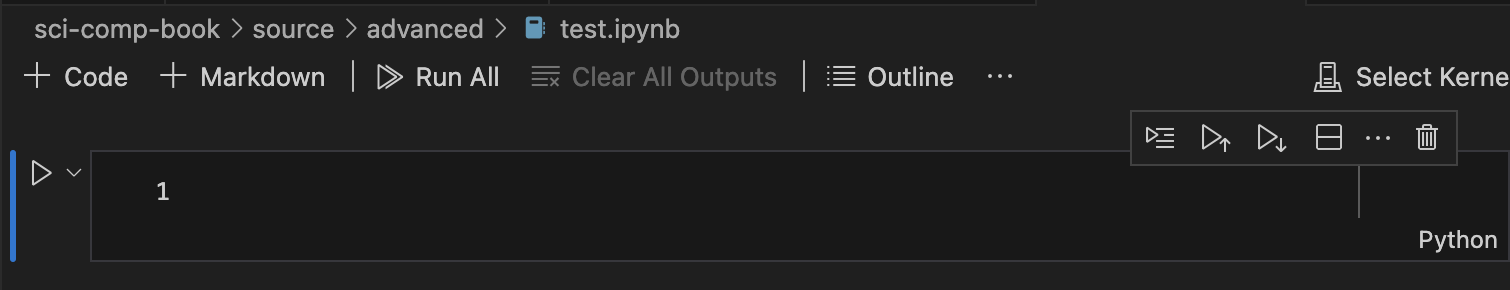 sci-comp-book > source > advanced > test.ipynb
+ Code + Markdown | Run All Clear All Outputs | Outline ... Select Kerne
1
Python